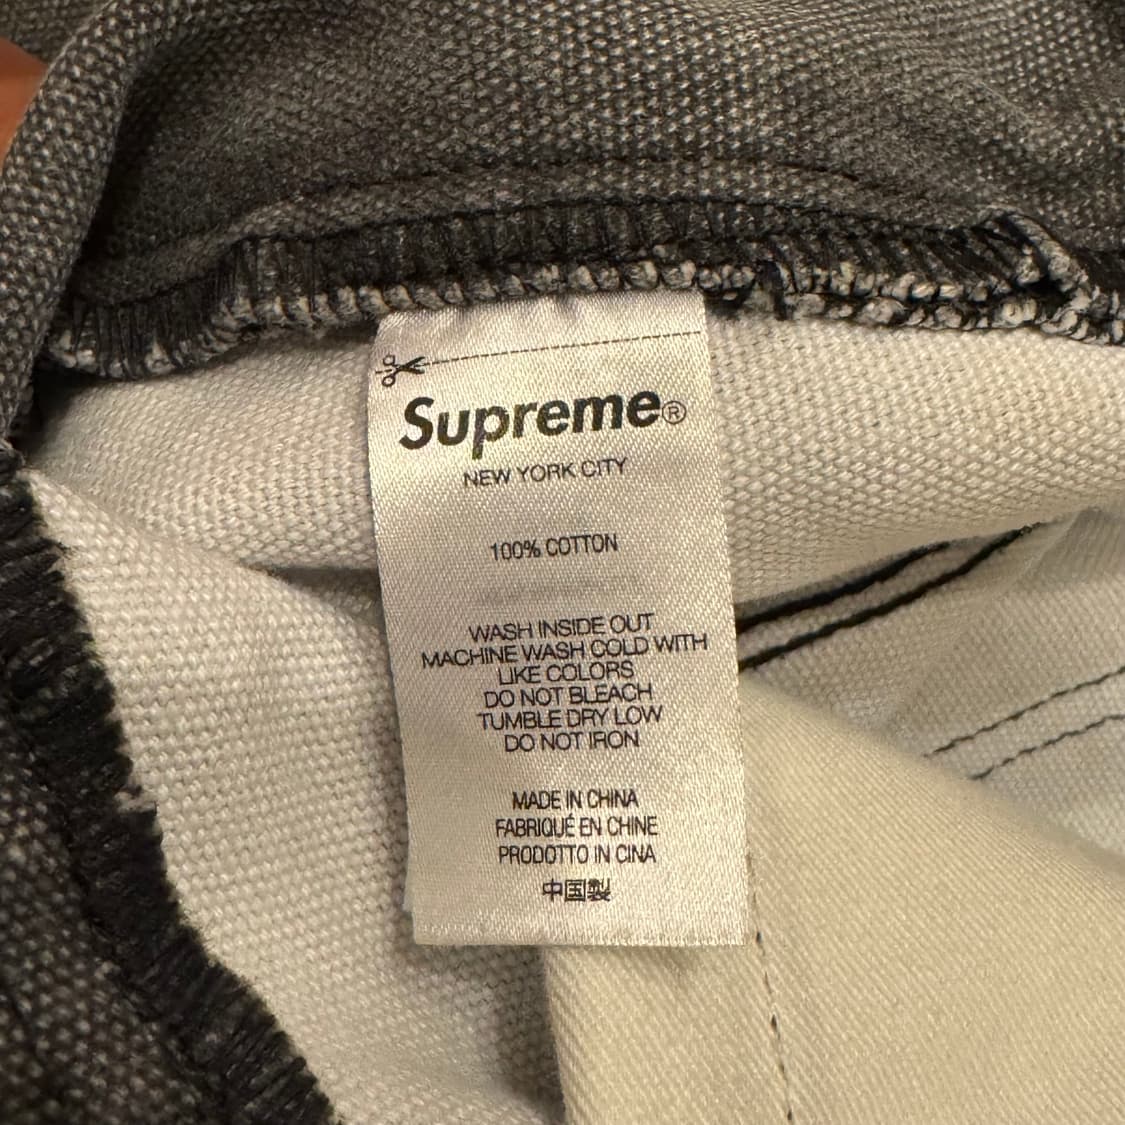 Supreme®
NEW YORK CITY
100% COTTON
WASH INSIDE OUT
MACHINE WASH COLD WITH
LIKE COLORS
DO NOT BLEACH
TUMBLE DRY LOW
DO NOT IRON
MADE IN CHINA
FABRIQUÉ EN CHINE
PRODOTTO IN CINA
中国製